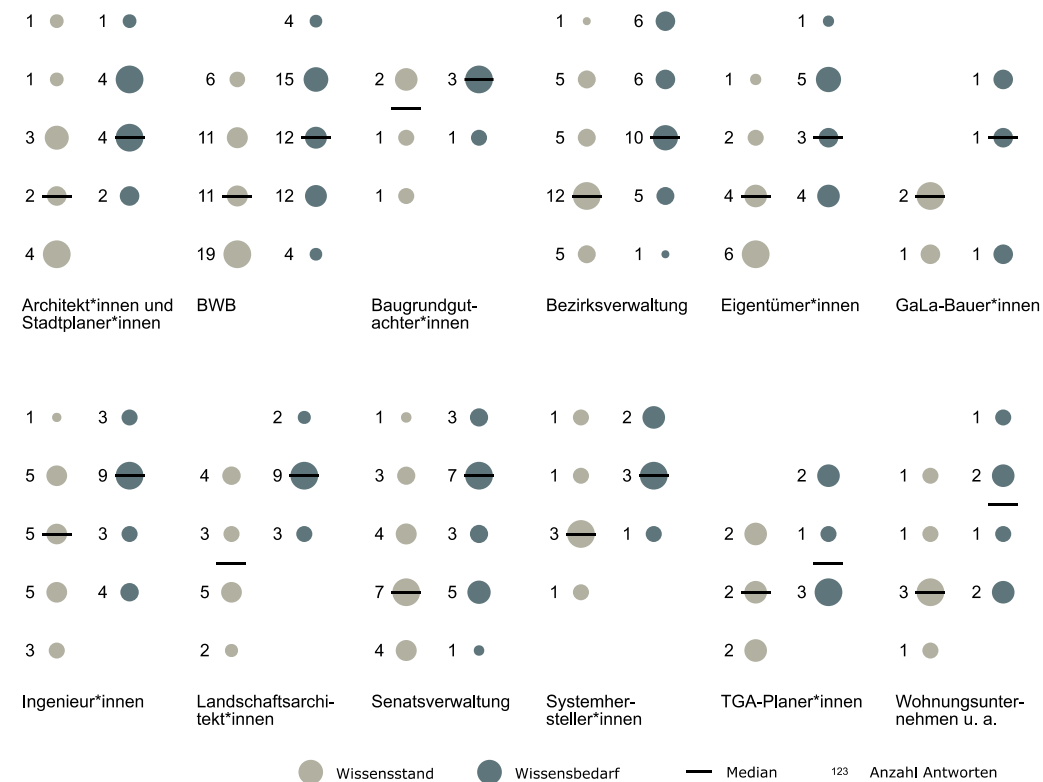 1 1 4 1 6 1
1 4 6 15 2 3 5 6 1 5 1
3 4 11 12 1 1 5 10 2 3 1
2 2 11 12 1 12 5 4 4 2
4 19 4 5 1 6 1 1
Architekt*innen und
Stadtplaner*innen
BWB
Baugrundgut-
achter*innen
Bezirksverwaltung
Eigentümer*innen
GaLa-Bauer*innen
1 3 2 1 3 1 2 1
5 9 4 9 3 7 1 3 2 1 2
5 3 3 3 4 3 3 1 2 1 1 1
5 4 5 7 5 1 2 3 3 2
3 2 4 1 2 1
Ingenieur*innen
Landschaftsarchi-
tekt*innen
Senatsverwaltung
Systemher-
steller*innen
TGA-Planer*innen
Wohnungsunter-
nehmen u. a.
Wissensstand Wissensbedarf Median 123 Anzahl Antworten